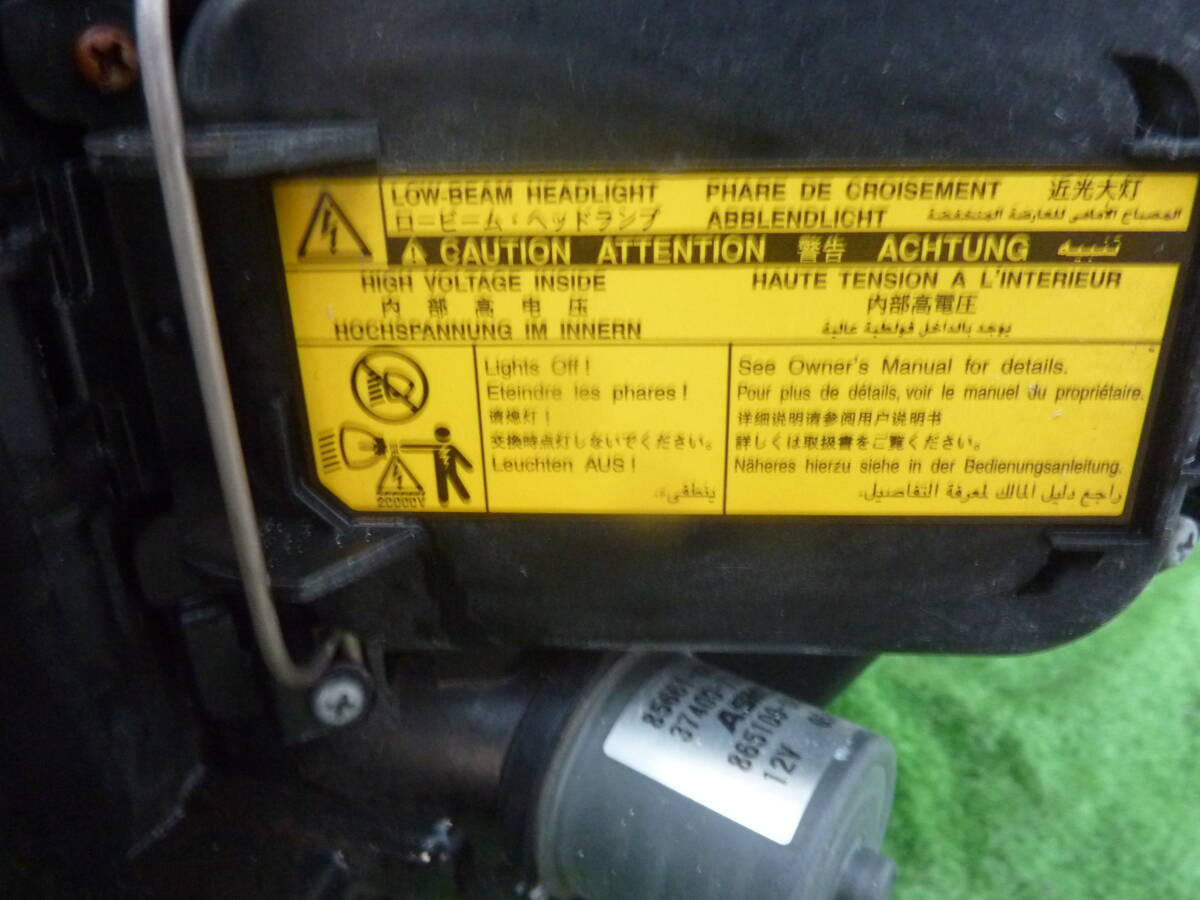 LOW-BEAM HEADLIGHT PHARE DE CROISEMENT 近光大灯
ロービーム・ヘッドランプ ABBLENDLICHT المصباح الأمامي للعارضة المنخفضة
CAUTION ATTENTION 警告 ACHTUNG تنبيه
HIGH VOLTAGE INSIDE HAUTE TENSION A L'INTERIEUR
内部高电压 内部高電圧
HOCHSPANNUNG IM INNERN يوجد بالداخل فولطية عالية
Lights Off!
Eteindre les phares!
请熄灯!
交換時点灯しないでください。
Leuchten AUS!
ينطفيء.
20000V
See Owner's Manual for details.
Pour plus de détails, voir le manuel du propriétaire.
详细说明请参阅用户说明书
詳しくは取扱書をご覧ください。
Näheres hierzu siehe in der Bedienungsanleitung.
راجع دليل المالك لمعرفة التفاصيل.
85661
37403
865109
12V